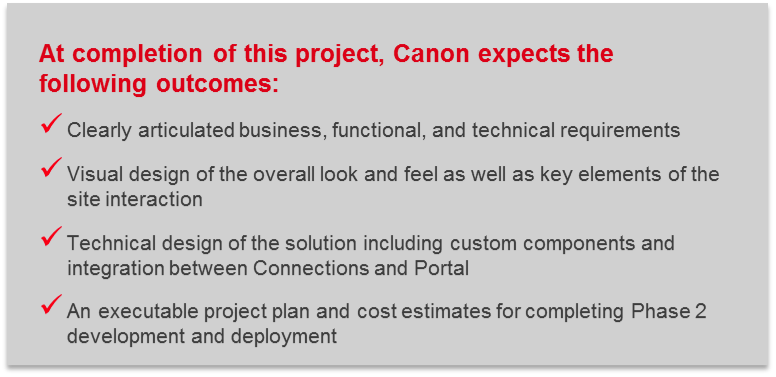 At completion of this project, Canon expects the
following outcomes:
Clearly articulated business, functional, and technical requirements
Visual design of the overall look and feel as well as key elements of the
site interaction
Technical design of the solution including custom components and
integration between Connections and Portal
An executable project plan and cost estimates for completing Phase 2
development and deployment